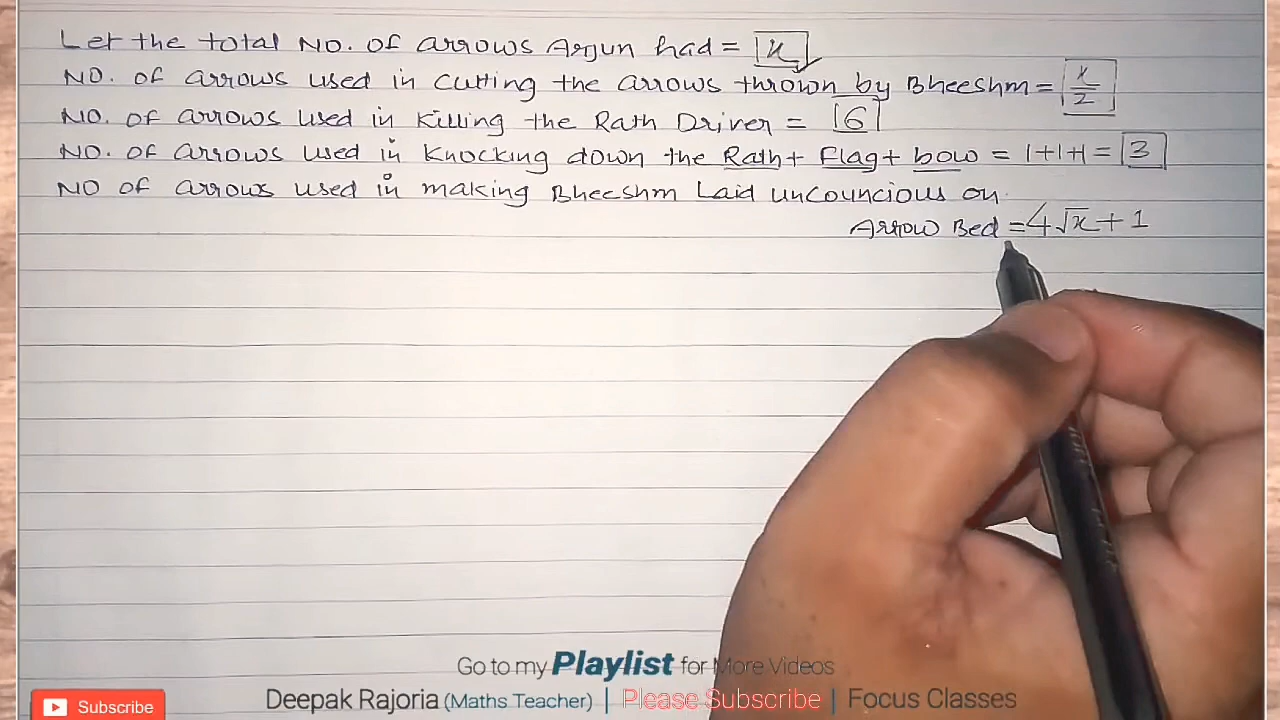 Let the total No. of arrows Arjun had = x
No. of arrows used in cutting the arrows thrown by Bheeshm = x/2
No. of arrows used in killing the Rath Driver = 6
No. of arrows used in knocking down the Rath + Flag + bow = 1+1+1 = 3
No of arrows used in making Bheeshm Laid uncouncious on
Arrow Bed = 4√x + 1
Go to my Playlist for More Videos
Deepak Rajoria (Maths Teacher) | Please Subscribe | Focus Classes
Subscribe